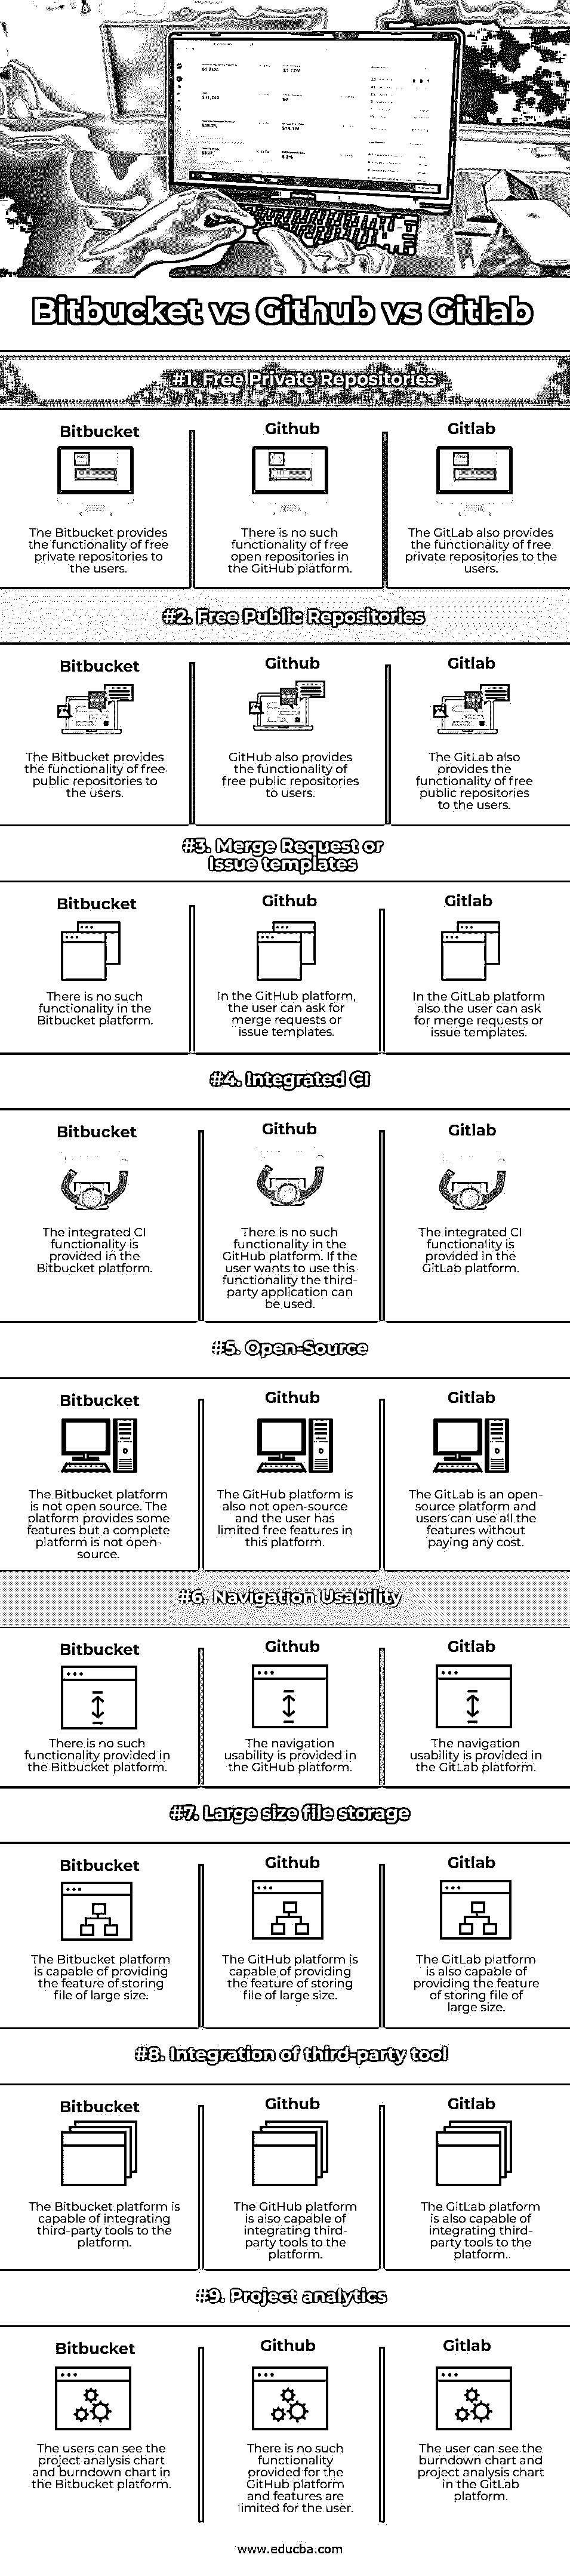 Bitbucket vs Github vs Gitlab
#1. Free Private Repositories
Bitbucket
The Bitbucket provides
the functionality of free
private repositories to
the users.
Github
There is no such
functionality of free
open repositories in
the GitHub platform.
Gitlab
The GitLab also provides
the functionality of free
private repositories to the
users.
#2. Free Public Repositories
Bitbucket
The Bitbucket provides
the functionality of free
public repositories to
the users.
Github
GitHub also provides
the functionality of
free public repositories
to users.
Gitlab
The GitLab also
provides the
functionality of free
public repositories
to the users.
#3. Merge Request or
Issue templates
Bitbucket
There is no such
functionality in the
Bitbucket platform.
Github
In the GitHub platform,
the user can ask for
merge requests or
issue templates.
Gitlab
In the GitLab platform
also the user can ask
for merge requests or
issue templates.
#4. Integrated CI
Bitbucket
The integrated CI
functionality is
provided in the
Bitbucket platform.
Github
There is no such
functionality in the
GitHub platform. If the
user wants to use this
functionality the third-
party application can
be used.
Gitlab
The integrated CI
functionality is
provided in the
GitLab platform.
#5. Open-Source
Bitbucket
The Bitbucket platform
is not open source. The
platform provides some
features but a complete
platform is not open-
source.
Github
The GitHub platform is
also not open-source
and the user has
limited free features in
this platform.
Gitlab
The GitLab is an open-
source platform and
users can use all the
features without
paying any cost.
#6. Navigation Usability
Bitbucket
There is no such
functionality provided in
the Bitbucket platform.
Github
The navigation
usability is provided in
the GitHub platform.
Gitlab
The navigation
usability is provided in
the GitLab platform.
#7. Large size file storage
Bitbucket
The Bitbucket platform
is capable of providing
the feature of storing
file of large size.
Github
The GitHub platform is
capable of providing
the feature of storing
file of large size.
Gitlab
The GitLab platform
is also capable of
providing the feature
of storing file of
large size.
#8. Integration of third-party tool
Bitbucket
The Bitbucket platform is
capable of integrating
third-party tools to the
platform.
Github
The GitHub platform
is also capable of
integrating third-
party tools to the
platform.
Gitlab
The GitLab platform
is also capable of
integrating third-
party tools to the
platform.
#9. Project analytics
Bitbucket
The users can see the
project analysis chart
and burndown chart in
the Bitbucket platform.
Github
There is no such
functionality
provided for the
GitHub platform
and features are
limited for the user.
Gitlab
The user can see the
burndown chart and
project analysis chart
in the GitLab
platform.
www.educba.com